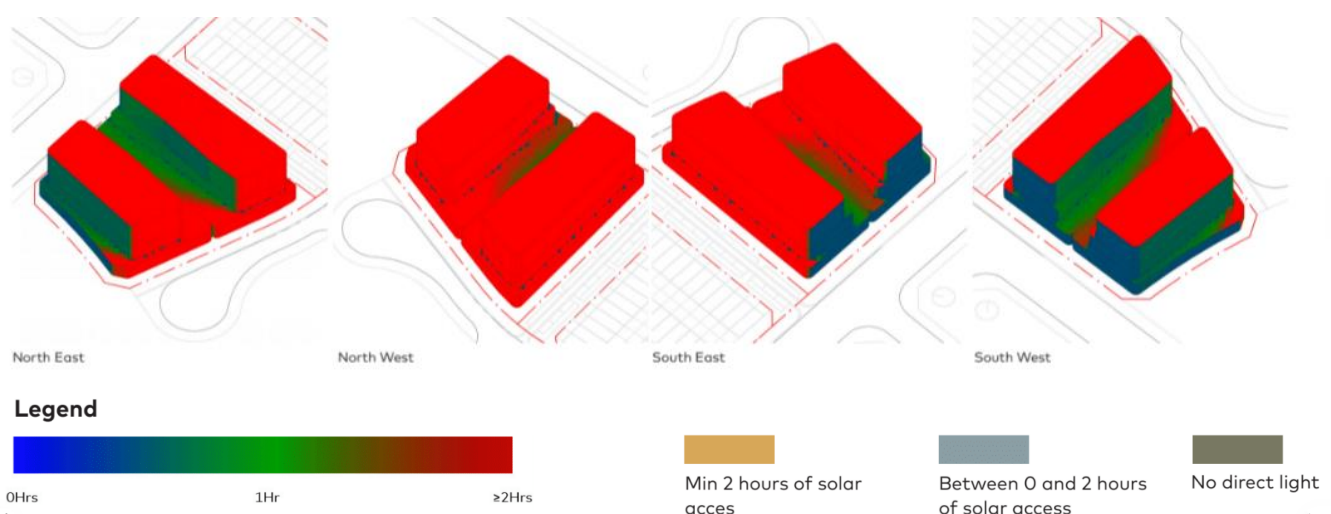 North East
North West
South East
South West
Legend
0Hrs
1Hr
≥2Hrs
Min 2 hours of solar
acces
Between 0 and 2 hours
of solar access
No direct light